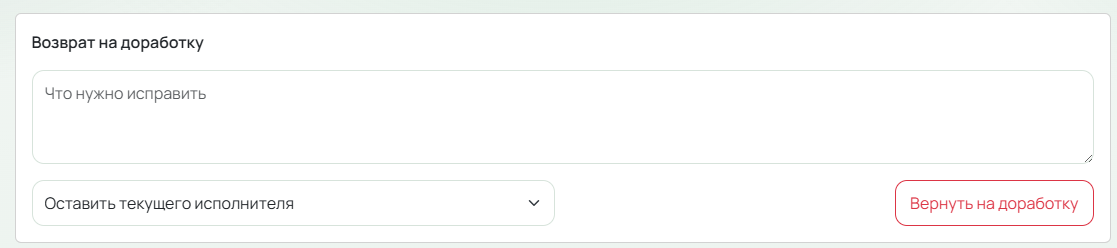 Возврат на доработку
Что нужно исправить
Оставить текущего исполнителя
Вернуть на доработку